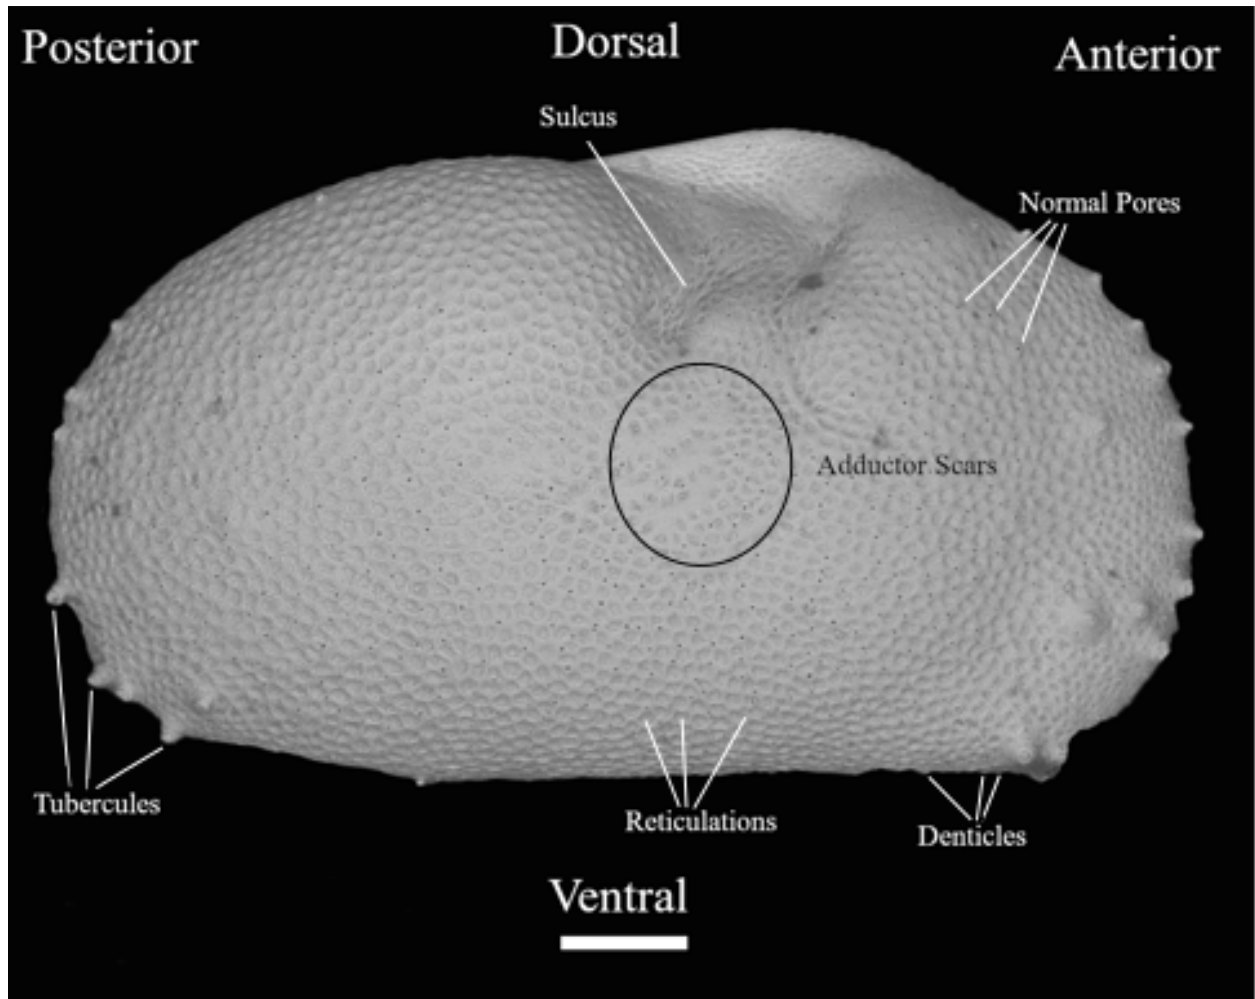 Posterior
Dorsal
Anterior
Sulcus
Normal Pores
Adductor Scars
Tubercules
Reticulations
Denticles
Ventral